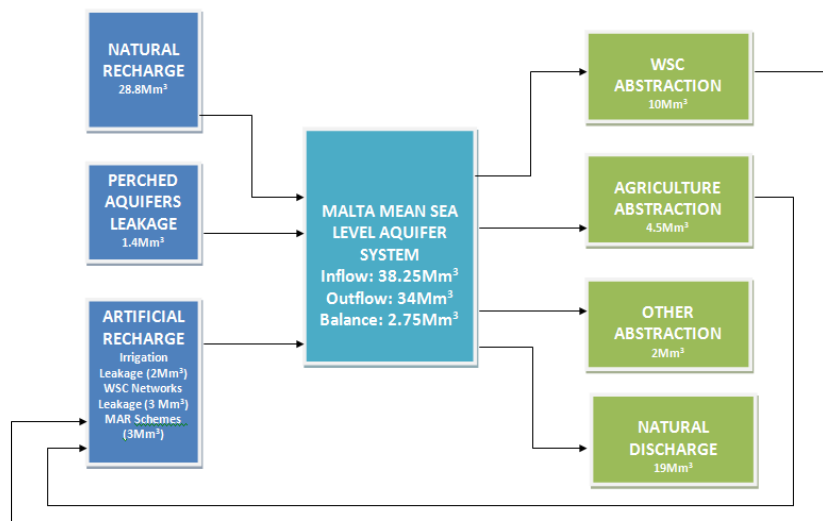 NATURAL
RECHARGE
28.8Mm³
PERCHED
AQUIFERS
LEAKAGE
1.4Mm³
ARTIFICIAL
RECHARGE
Irrigation
Leakage (2Mm³)
WSC Networks
Leakage (3 Mm³)
MAR Schemes
(3Mm³)
MALTA MEAN SEA
LEVEL AQUIFER
SYSTEM
Inflow: 38.25Mm³
Outflow: 34Mm³
Balance: 2.75Mm³
WSC
ABSTRACTION
10Mm³
AGRICULTURE
ABSTRACTION
4.5Mm³
OTHER
ABSTRACTION
2Mm³
NATURAL
DISCHARGE
19Mm³